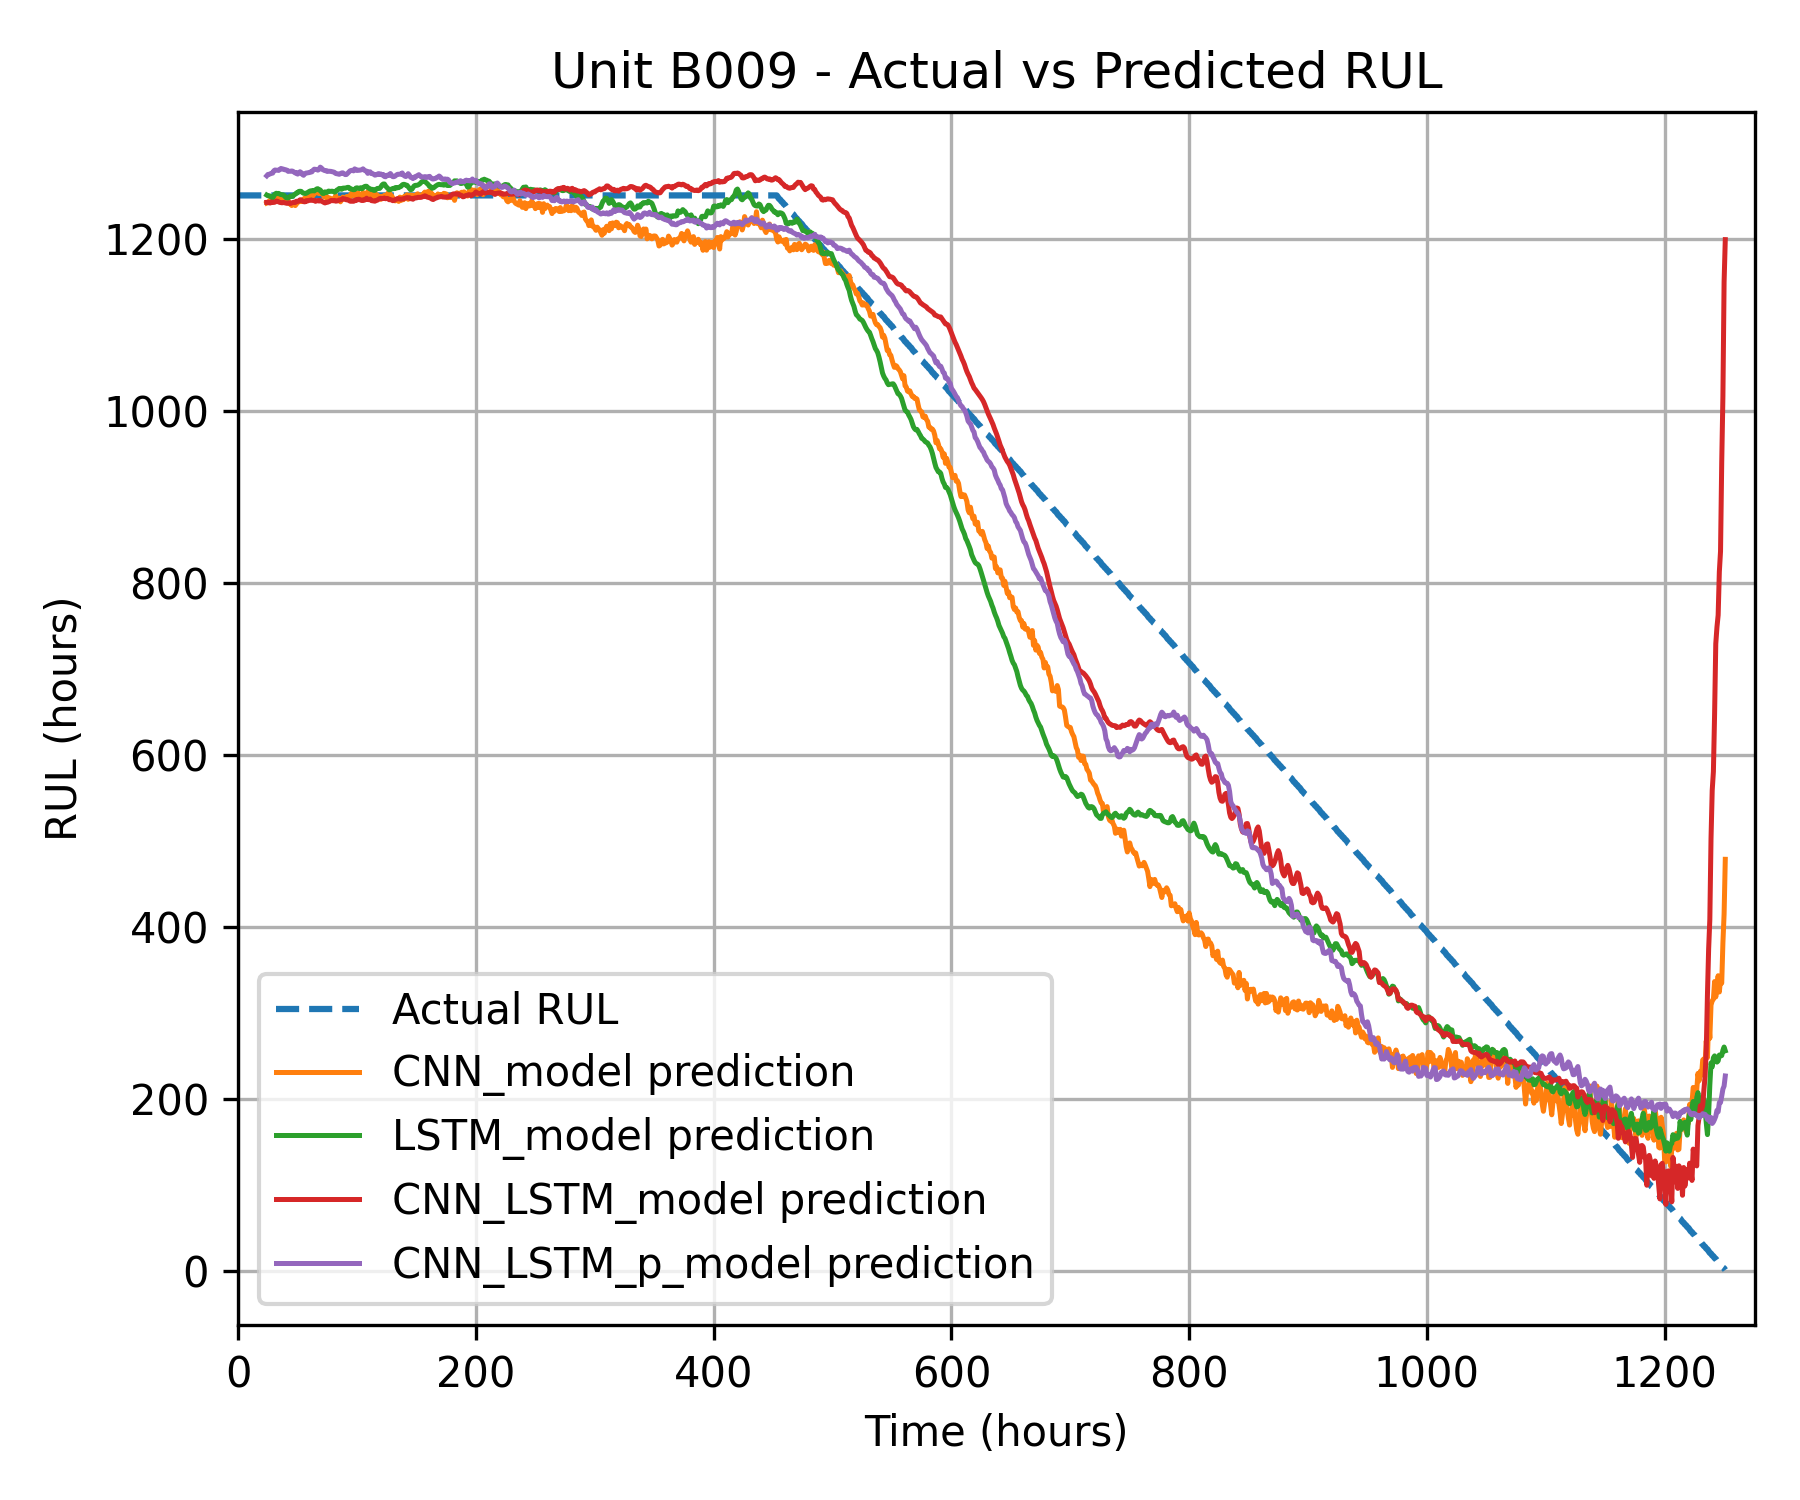 Unit B009 - Actual vs Predicted RUL
RUL (hours)
1200
1000
800
600
400
200
0
Actual RUL
CNN_model prediction
LSTM_model prediction
CNN_LSTM_model prediction
CNN_LSTM_p_model prediction
0 200 400 600 800 1000 1200
Time (hours)